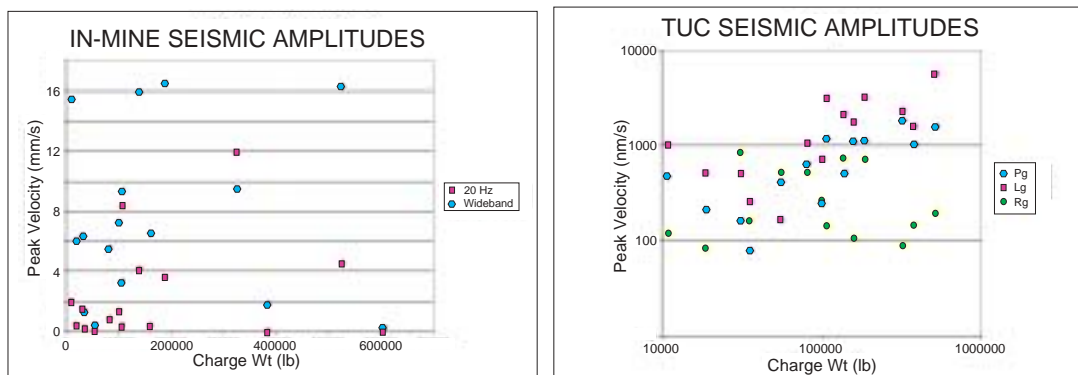 IN-MINE SEISMIC AMPLITUDES
16
12
8
4
0
Peak Velocity (mm/s)
0 200000 400000 600000
Charge Wt (lb)
20 Hz
Wideband
TUC SEISMIC AMPLITUDES
10000
1000
100
Peak Velocity (nm/s)
10000 100000 1000000
Charge Wt (lb)
Pg
Lg
Rg